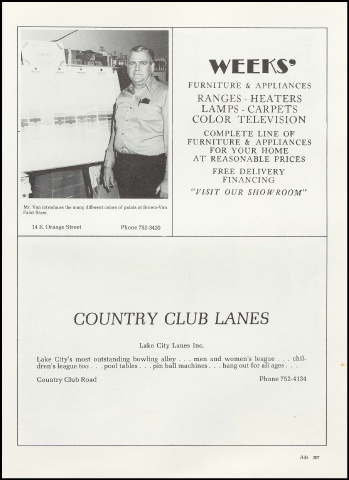 Mr. Van introduces the many different colors of paints at Brown-Van
Paint Store.
14 E. Orange Street Phone 752-3420
WEEKS'
FURNITURE & APPLIANCES
RANGES - HEATERS
LAMPS - CARPETS
COLOR TELEVISION
COMPLETE LINE OF
FURNITURE & APPLIANCES
FOR YOUR HOME
AT REASONABLE PRICES
FREE DELIVERY
FINANCING
"VISIT OUR SHOWROOM"
COUNTRY CLUB LANES
Lake City Lanes Inc.
Lake City's most outstanding bowling alley . . . men and women's league . . . chil-
dren's league too . . . pool tables . . . pin ball machines . . . hang out for all ages . . .
Country Club Road Phone 752-4134
Ads